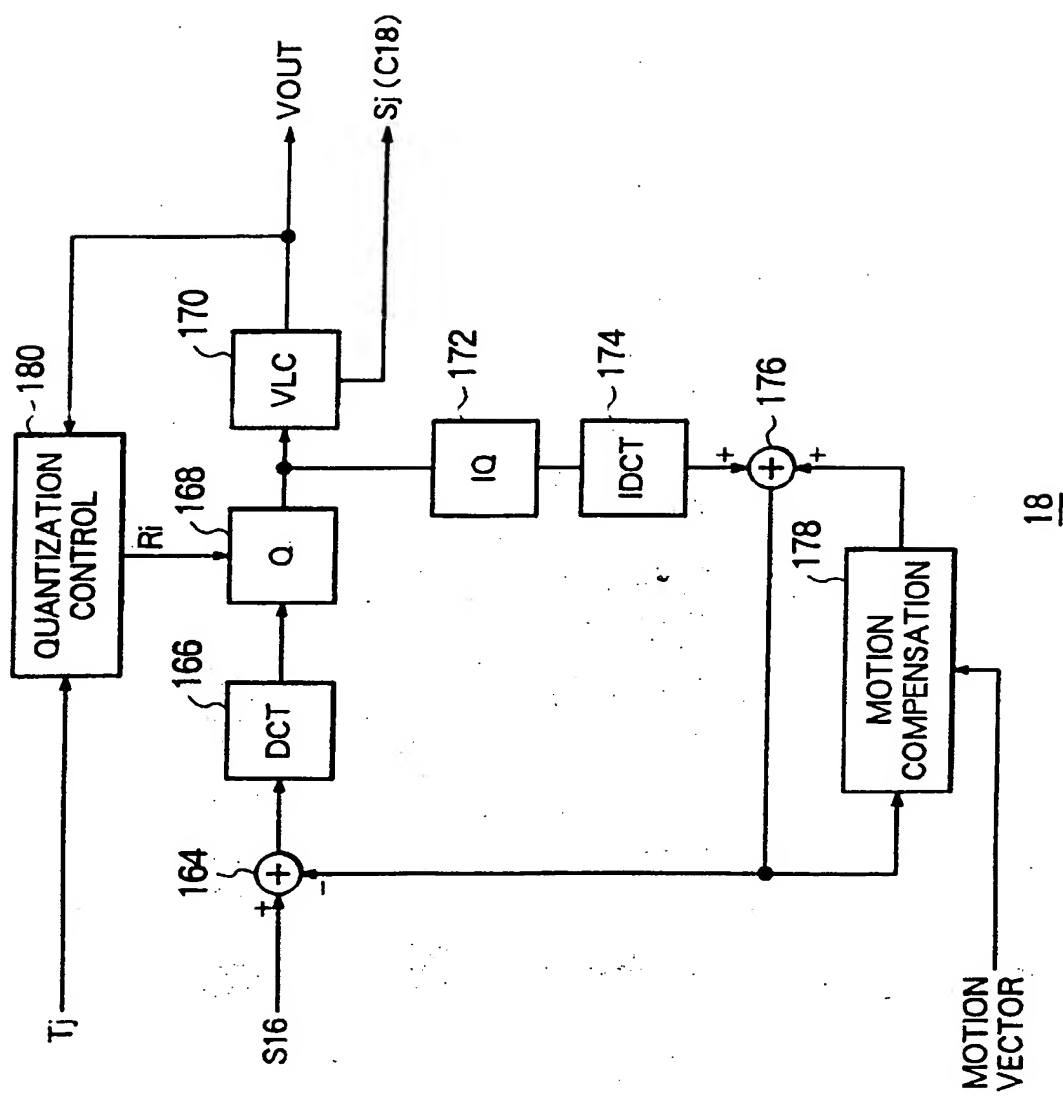 Tj
QUANTIZATION
CONTROL
180
Ri
S16
+
-
+
164
DCT
166
Q
168
VLC
170
VOUT
Sj (C18)
IQ
172
IDCT
174
+
+
+
176
MOTION
COMPENSATION
178
MOTION
VECTOR
18